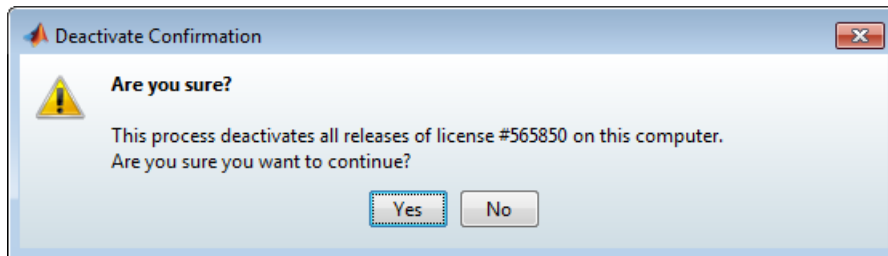 Deactivate Confirmation
Are you sure?
This process deactivates all releases of license #565850 on this computer.
Are you sure you want to continue?
Yes No